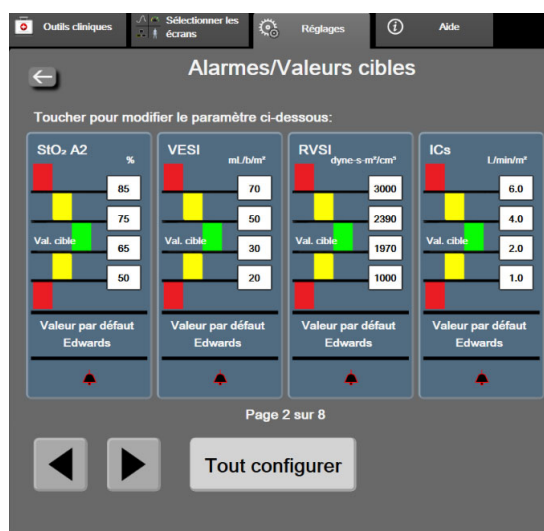 Outils cliniques
Sélectionner les
écrans
Réglages
Aide
Alarmes/Valeurs cibles
Toucher pour modifier le paramètre ci-dessous:
StO₂ A2
%
85
75
Val. cible
65
50
Valeur par défaut
Edwards
VESI
mL/b/m²
70
50
Val. cible
30
20
Valeur par défaut
Edwards
RVSI
dyne-s-m²/cm⁵
3000
2390
Val. cible
1970
1000
Valeur par défaut
Edwards
ICs
L/min/m²
6.0
4.0
Val. cible
2.0
1.0
Valeur par défaut
Edwards
Page 2 sur 8
Tout configurer